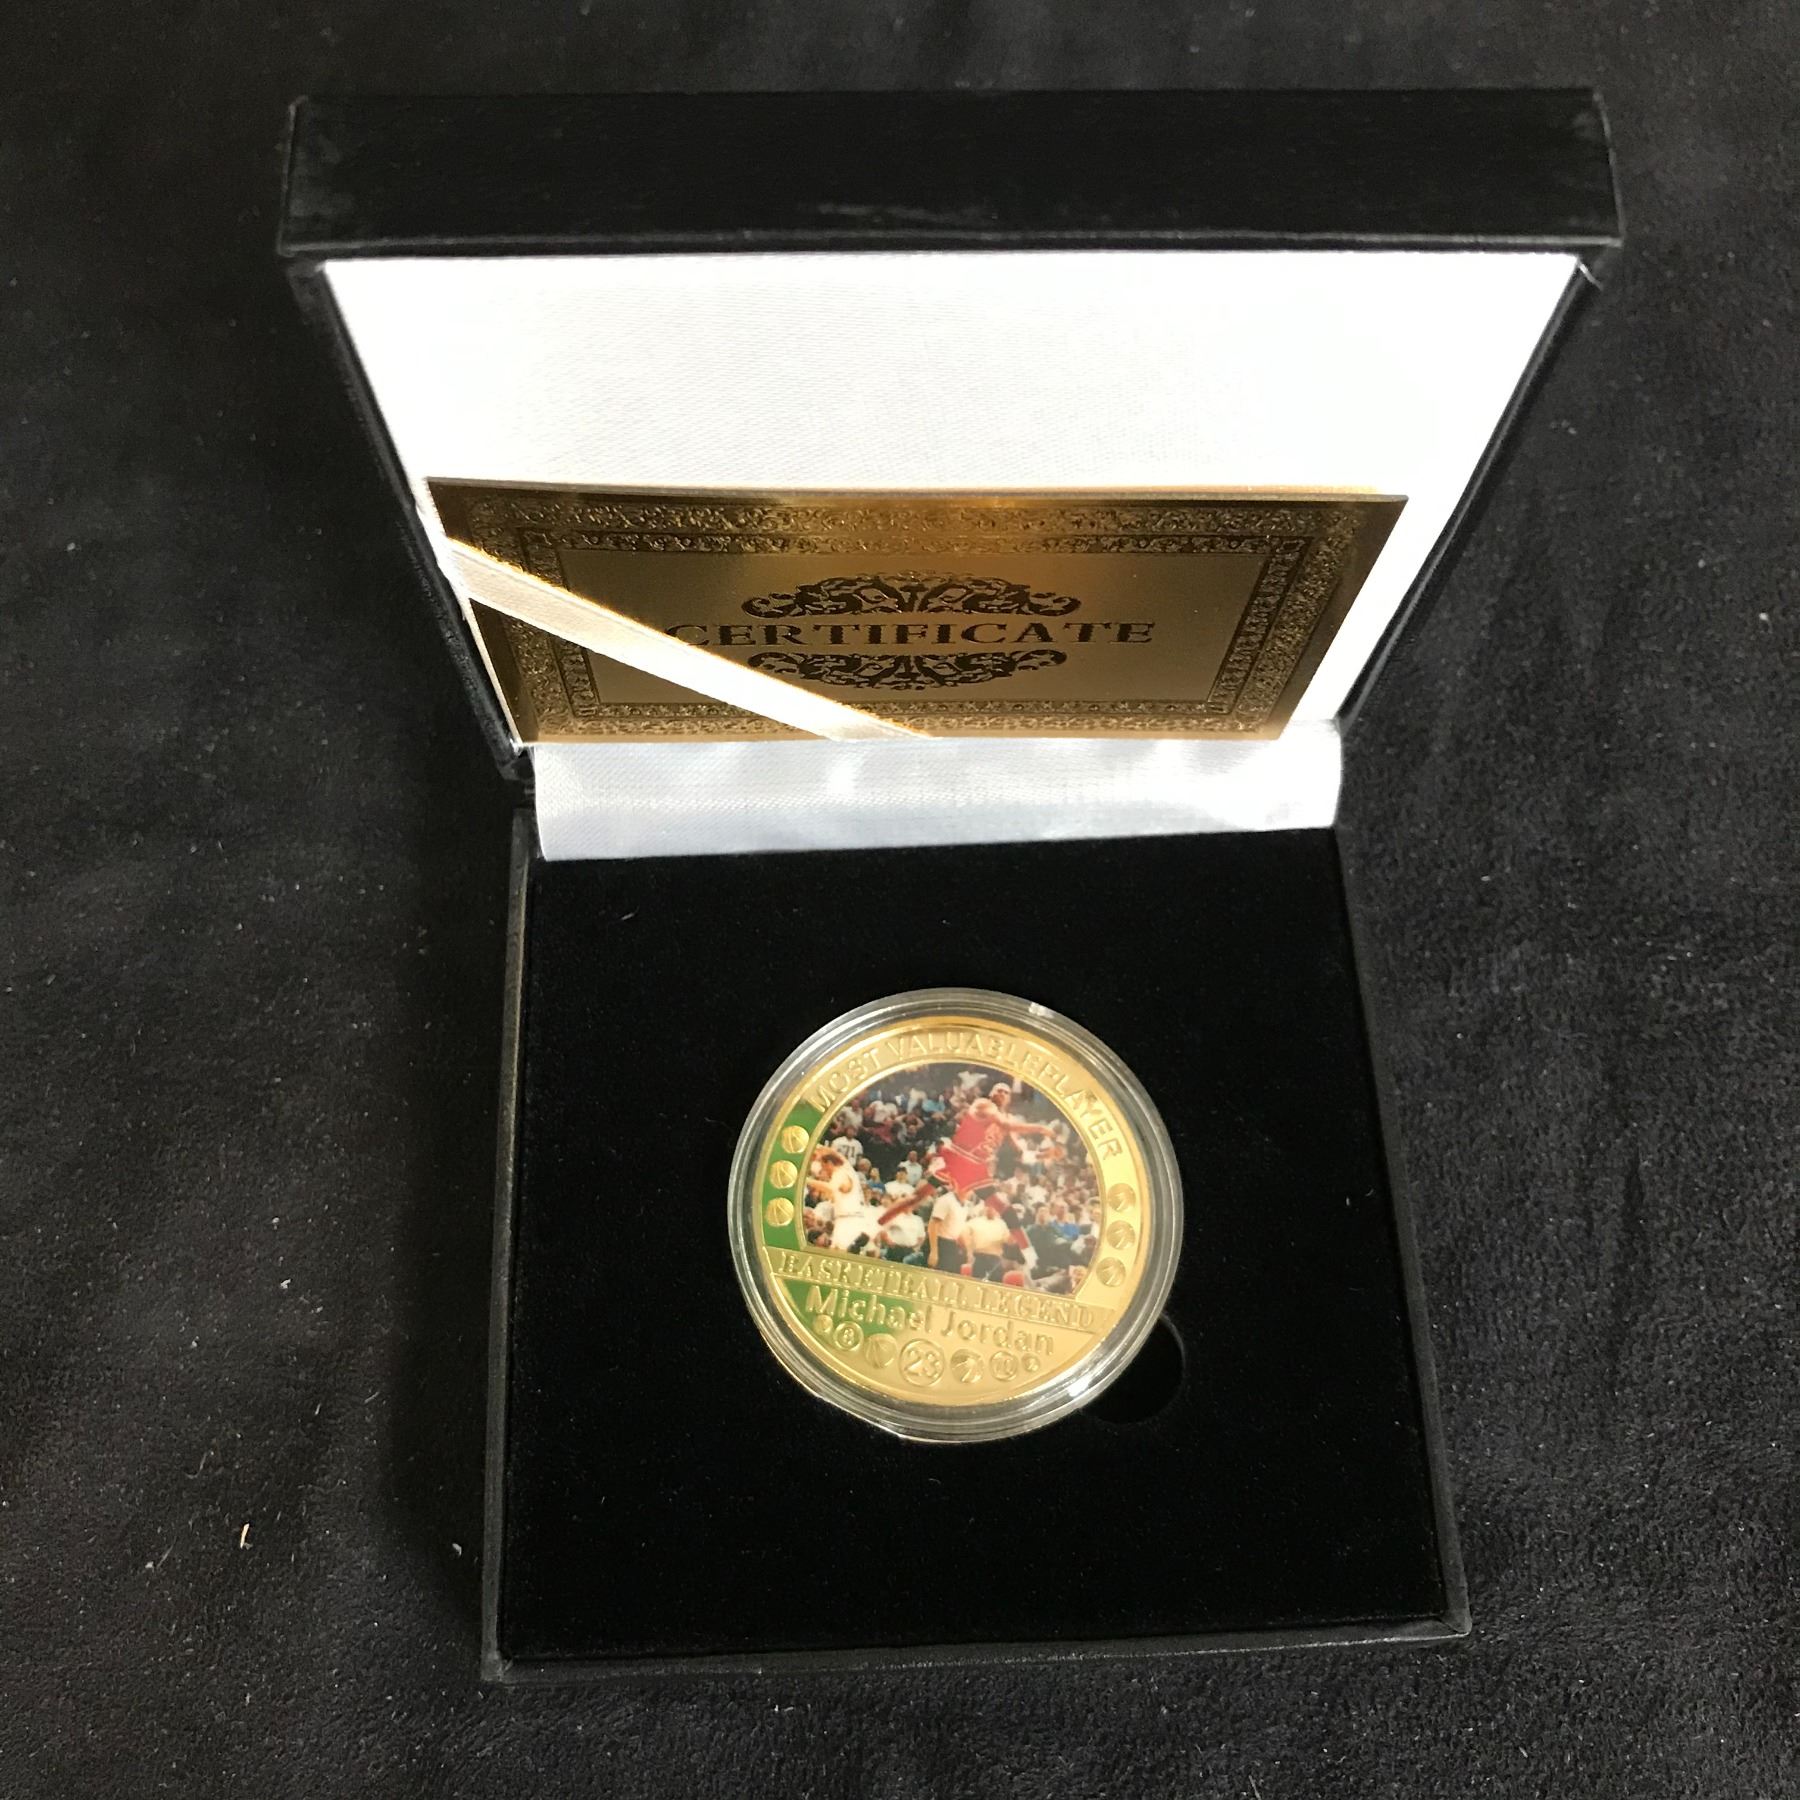 CERTIFICATE
MOST VALUABLE PLAYER
BASKETBALL LEGEND
Michael Jordan
23